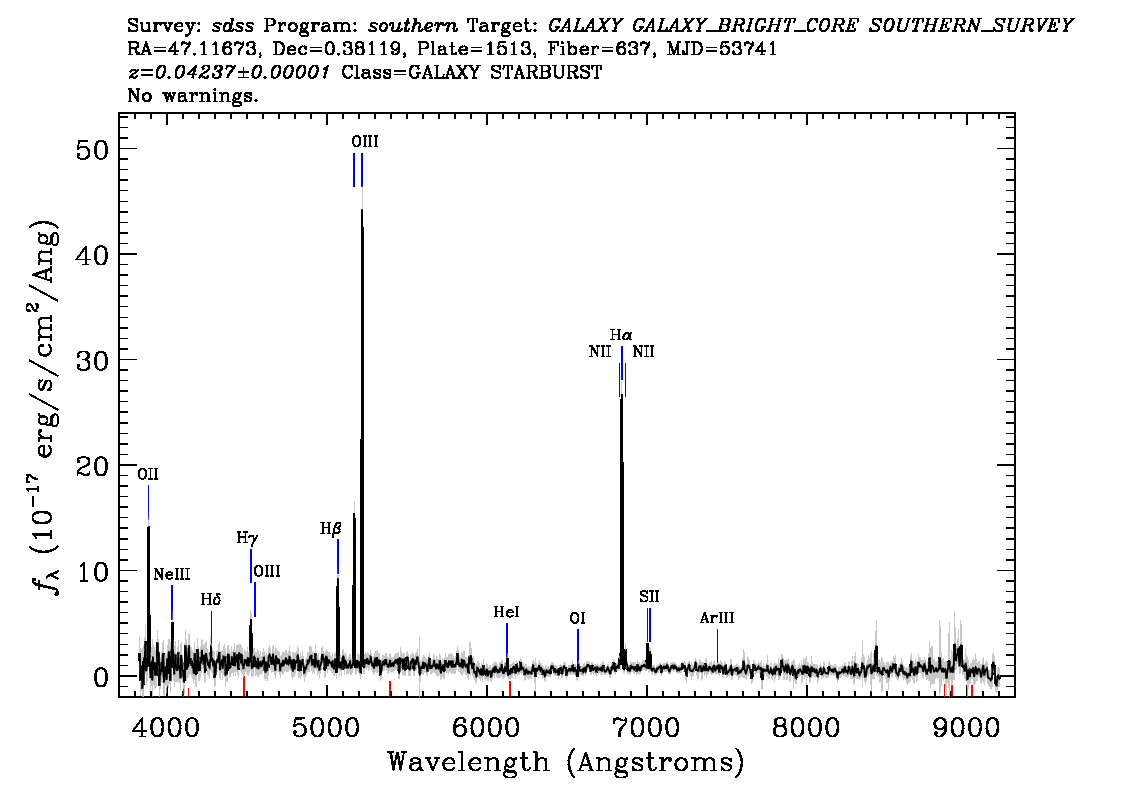 Survey: sdss Program: southern Target: GALAXY GALAXY_BRIGHT_CORE SOUTHERN_SURVEY
RA=47.11673, Dec=0.38119, Plate=1513, Fiber=637, MJD=53741
z=0.04237±0.00001 Class=GALAXY STARBURST
No warnings.
OIII
50
40
Hα
NII NII
30
OII
20
Hγ
Hβ
NeIII
OIII
10
Hδ
HeI
OI
SII
ArIII
0
f_λ (10^−17 erg/s/cm^2/Ang)
4000 5000 6000 7000 8000 9000
Wavelength (Angstroms)